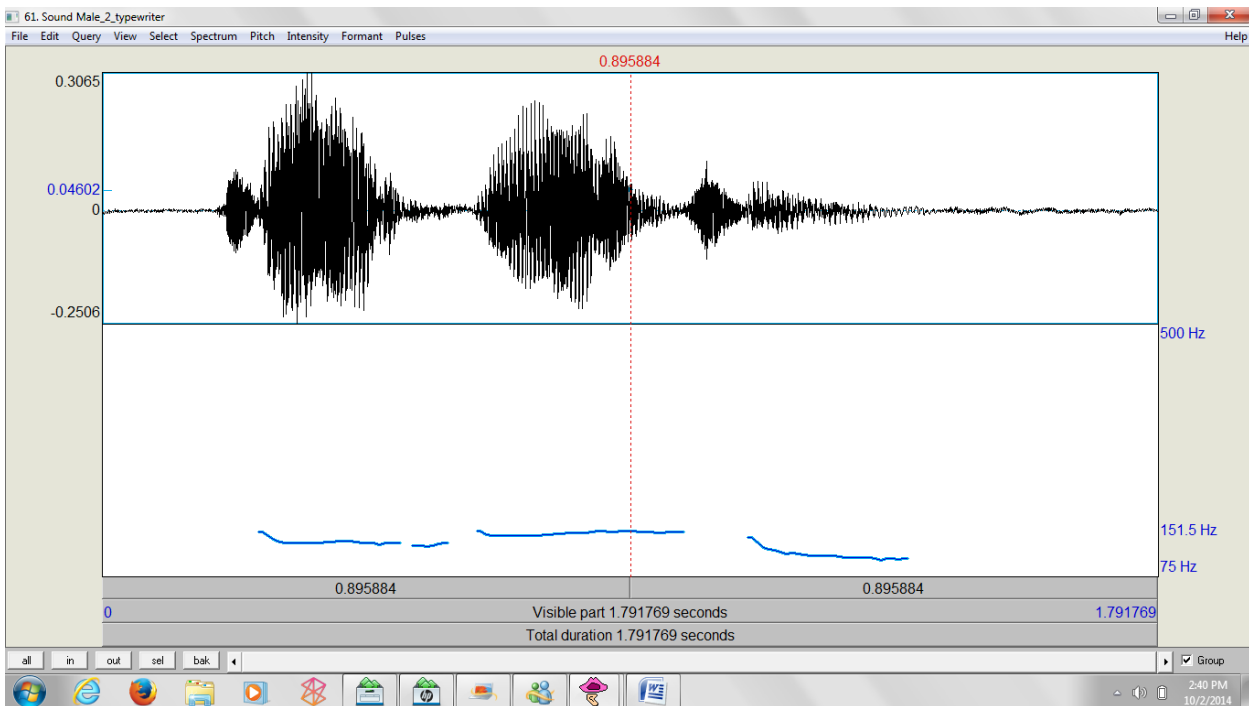 61. Sound Male_2_typewriter
File Edit Query View Select Spectrum Pitch Intensity Formant Pulses Help
0.895884
0.3065
0.04602
0
-0.2506
500 Hz
151.5 Hz
75 Hz
0.895884 0.895884
0 Visible part 1.791769 seconds 1.791769
Total duration 1.791769 seconds
all in out sel bak Group
2:40 PM
10/2/2014